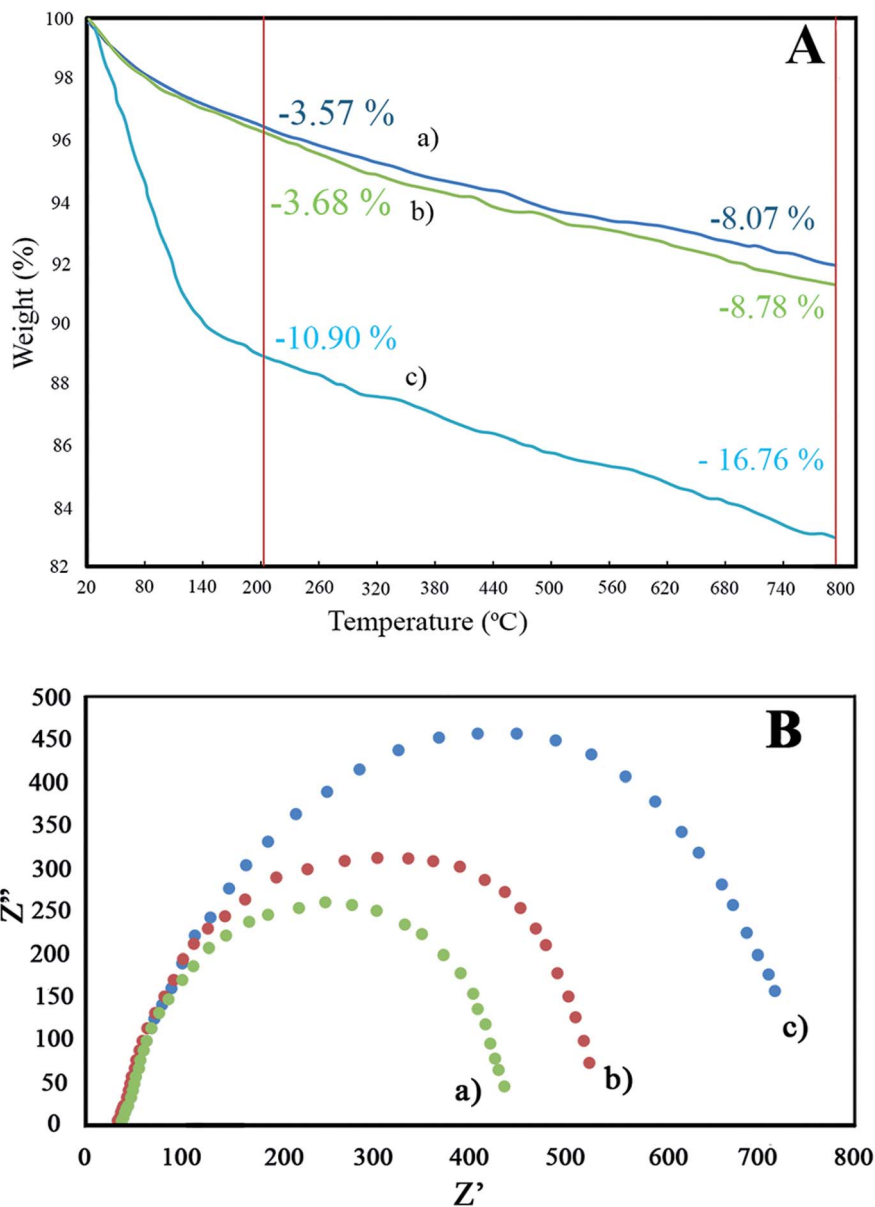 A
100
98
96
94
92
90
88
86
84
82
Weight (%)
-3.57 %
a)
-3.68 %
b)
-8.07 %
-8.78 %
-10.90 %
c)
- 16.76 %
20 80 140 200 260 320 380 440 500 560 620 680 740 800
Temperature (ºC)
B
500
450
400
350
300
250
200
150
100
50
0
Z”
a)
b)
c)
0 100 200 300 400 500 600 700 800
Z’